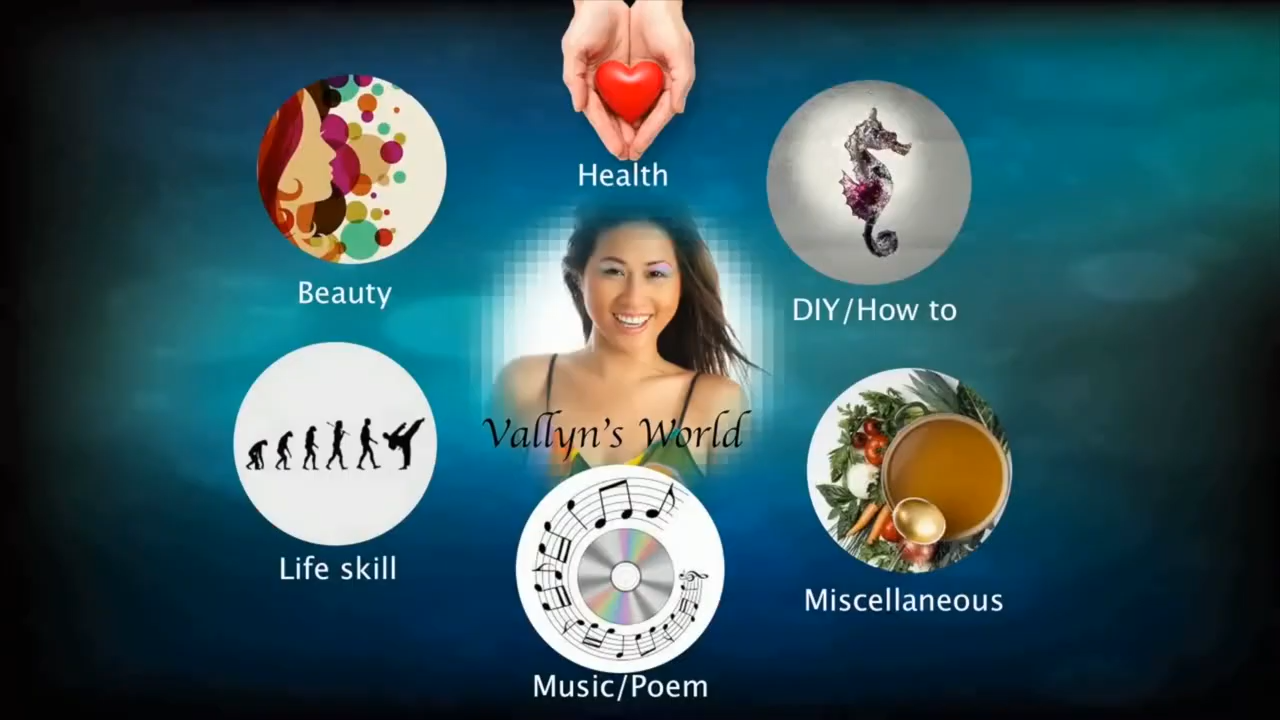 Health
Beauty
DIY/How to
Vallyn's World
Life skill
Miscellaneous
Music/Poem